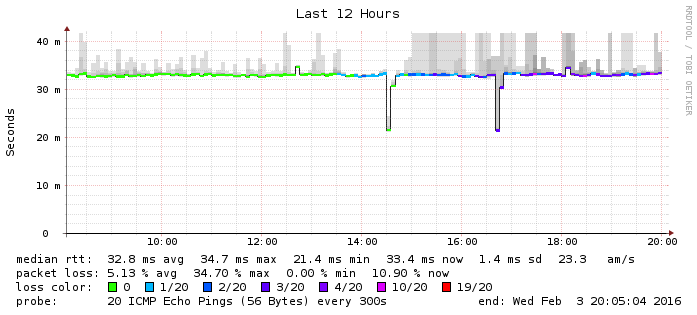 Last 12 Hours
RRDTOOL / TOBI OETIKER
Seconds
40 m
30 m
20 m
10 m
0
10:00 12:00 14:00 16:00 18:00 20:00
median rtt: 32.8 ms avg 34.7 ms max 21.4 ms min 33.4 ms now 1.4 ms sd 23.3 am/s
packet loss: 5.13 % avg 34.70 % max 0.00 % min 10.90 % now
loss color: 0 1/20 2/20 3/20 4/20 10/20 19/20
probe: 20 ICMP Echo Pings (56 Bytes) every 300s end: Wed Feb 3 20:05:04 2016